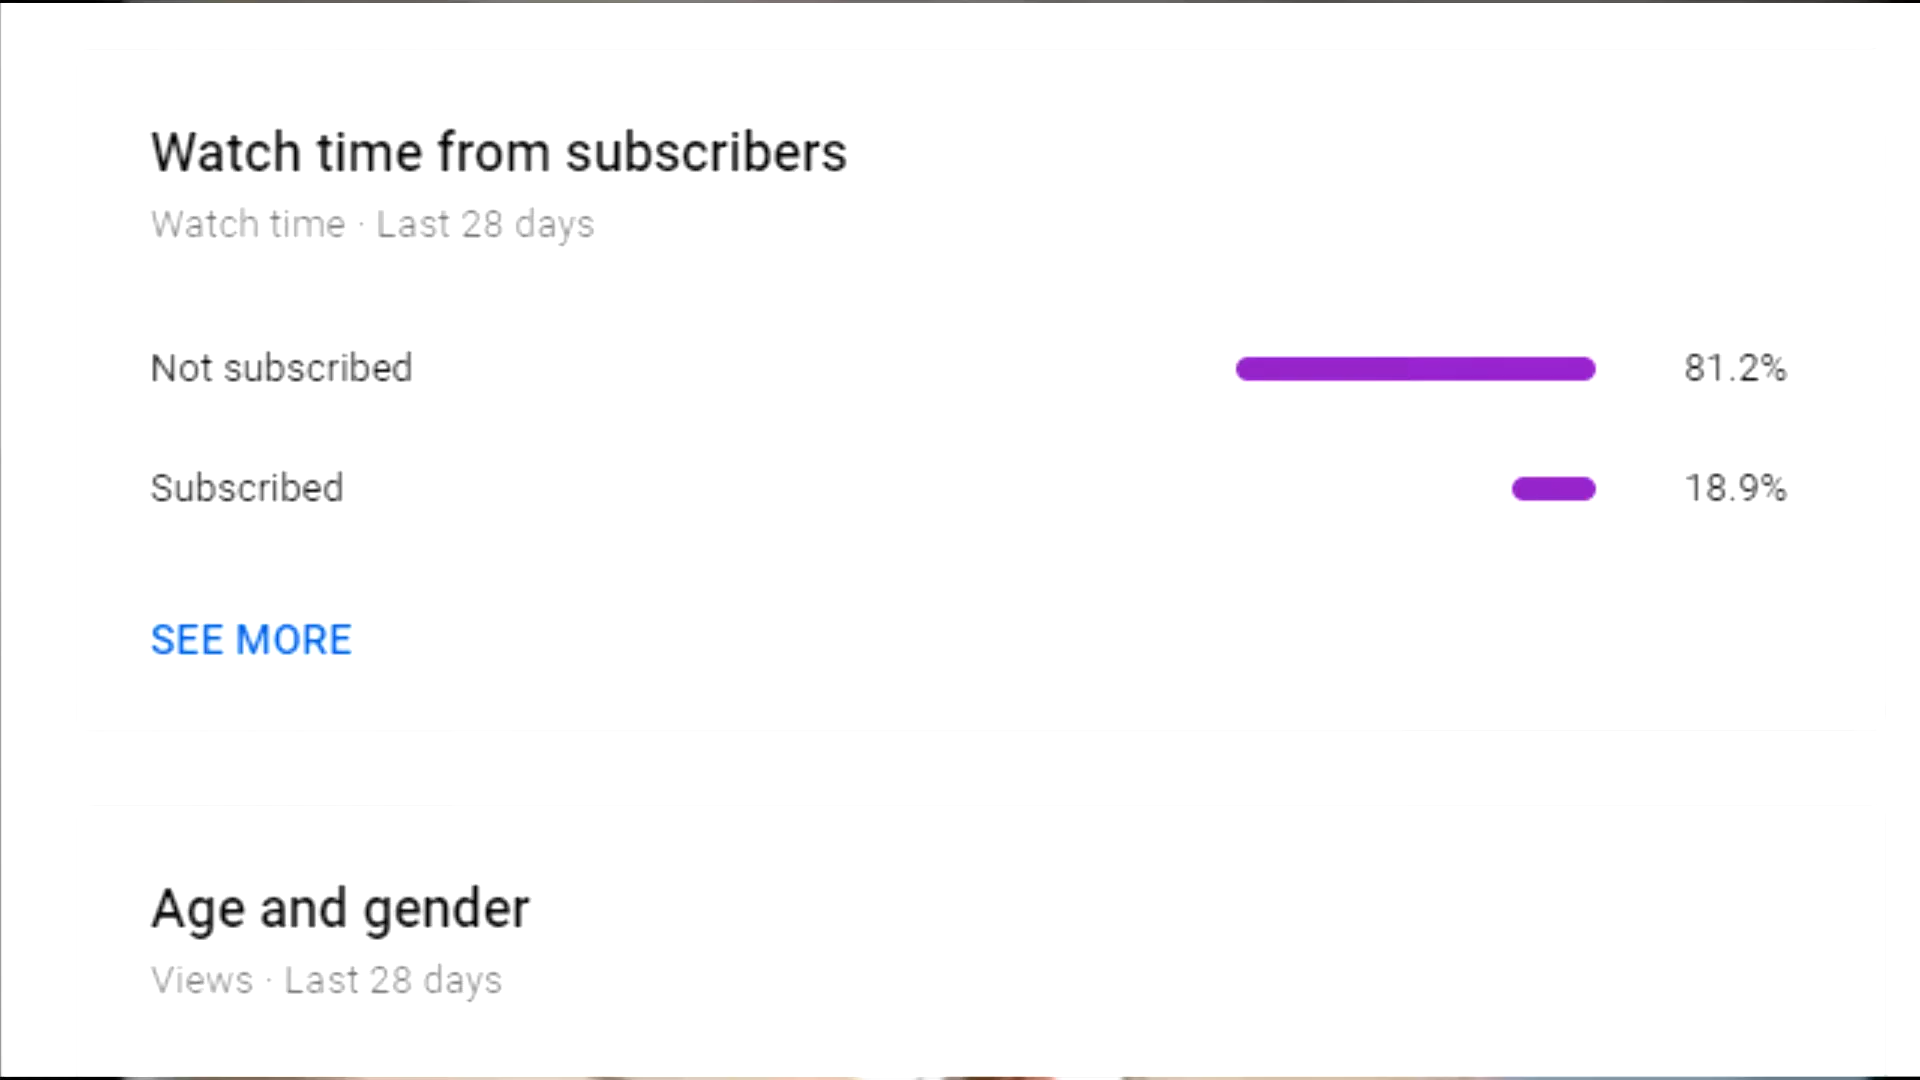 Watch time from subscribers
Watch time · Last 28 days
Not subscribed 81.2%
Subscribed 18.9%
SEE MORE
Age and gender
Views · Last 28 days